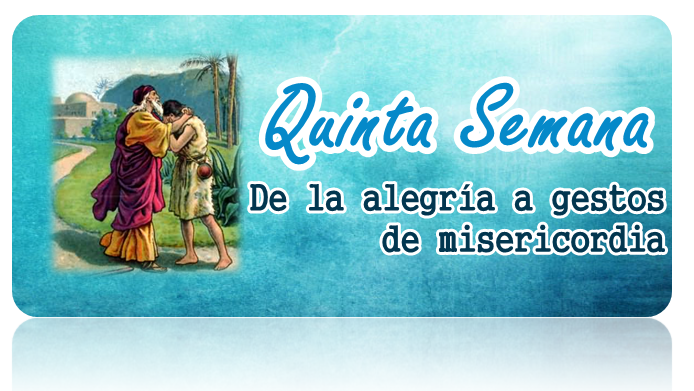 Quinta Semana
De la alegría a gestos
de misericordia